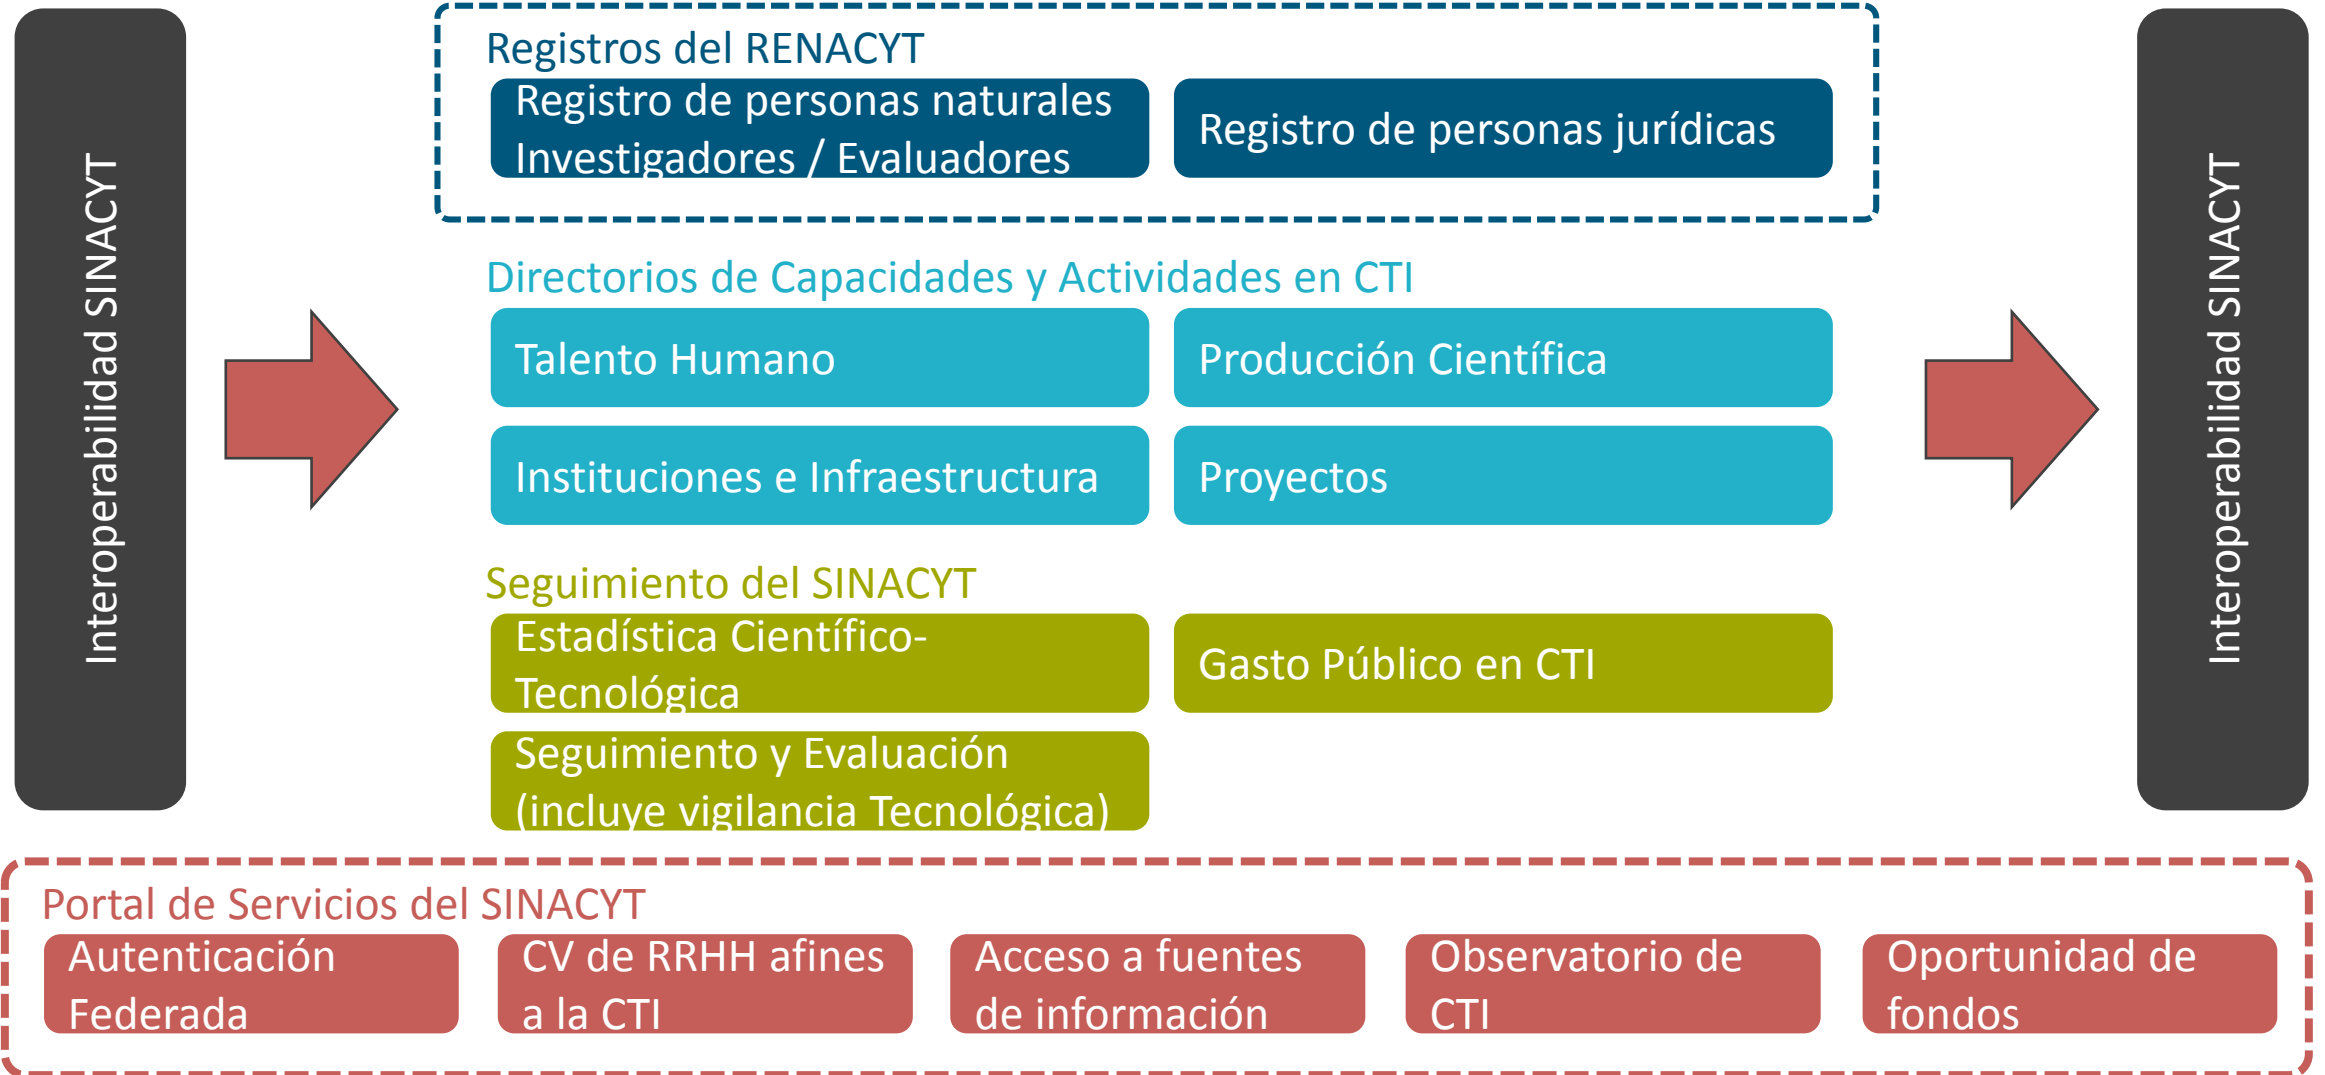 Interoperabilidad SINACYT
Registros del RENACYT
Registro de personas naturales
Investigadores / Evaluadores
Registro de personas jurídicas
Directorios de Capacidades y Actividades en CTI
Talento Humano
Producción Científica
Instituciones e Infraestructura
Proyectos
Seguimiento del SINACYT
Estadística Científico-
Tecnológica
Gasto Público en CTI
Seguimiento y Evaluación
(incluye vigilancia Tecnológica)
Interoperabilidad SINACYT
Portal de Servicios del SINACYT
Autenticación
Federada
CV de RRHH afines
a la CTI
Acceso a fuentes
de información
Observatorio de
CTI
Oportunidad de
fondos